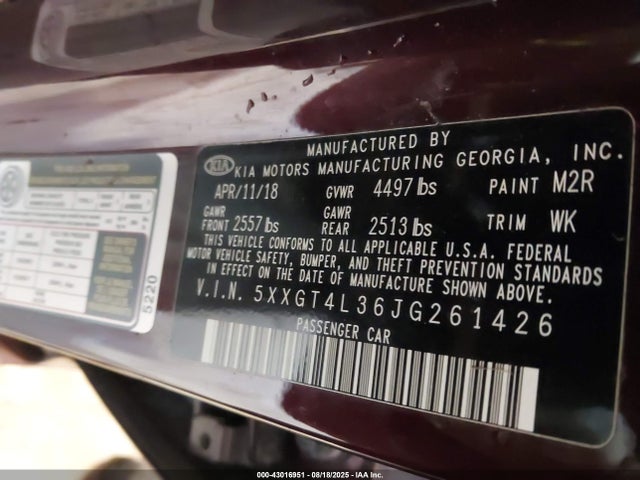 MANUFACTURED BY
KIA KIA MOTORS MANUFACTURING GEORGIA, INC.
APR/11/18 GVWR 4497 lbs PAINT M2R
GAWR FRONT 2557 lbs GAWR REAR 2513 lbs TRIM WK
THIS VEHICLE CONFORMS TO ALL APPLICABLE U.S.A. FEDERAL
MOTOR VEHICLE SAFETY, BUMPER, AND THEFT PREVENTION STANDARDS
IN EFFECT ON THE DATE OF MANUFACTURE SHOWN ABOVE.
V.I.N. 5XXGT4L36JG261426
PASSENGER CAR
5220
000-43016951 / 08/18/2025 - IAA Inc.